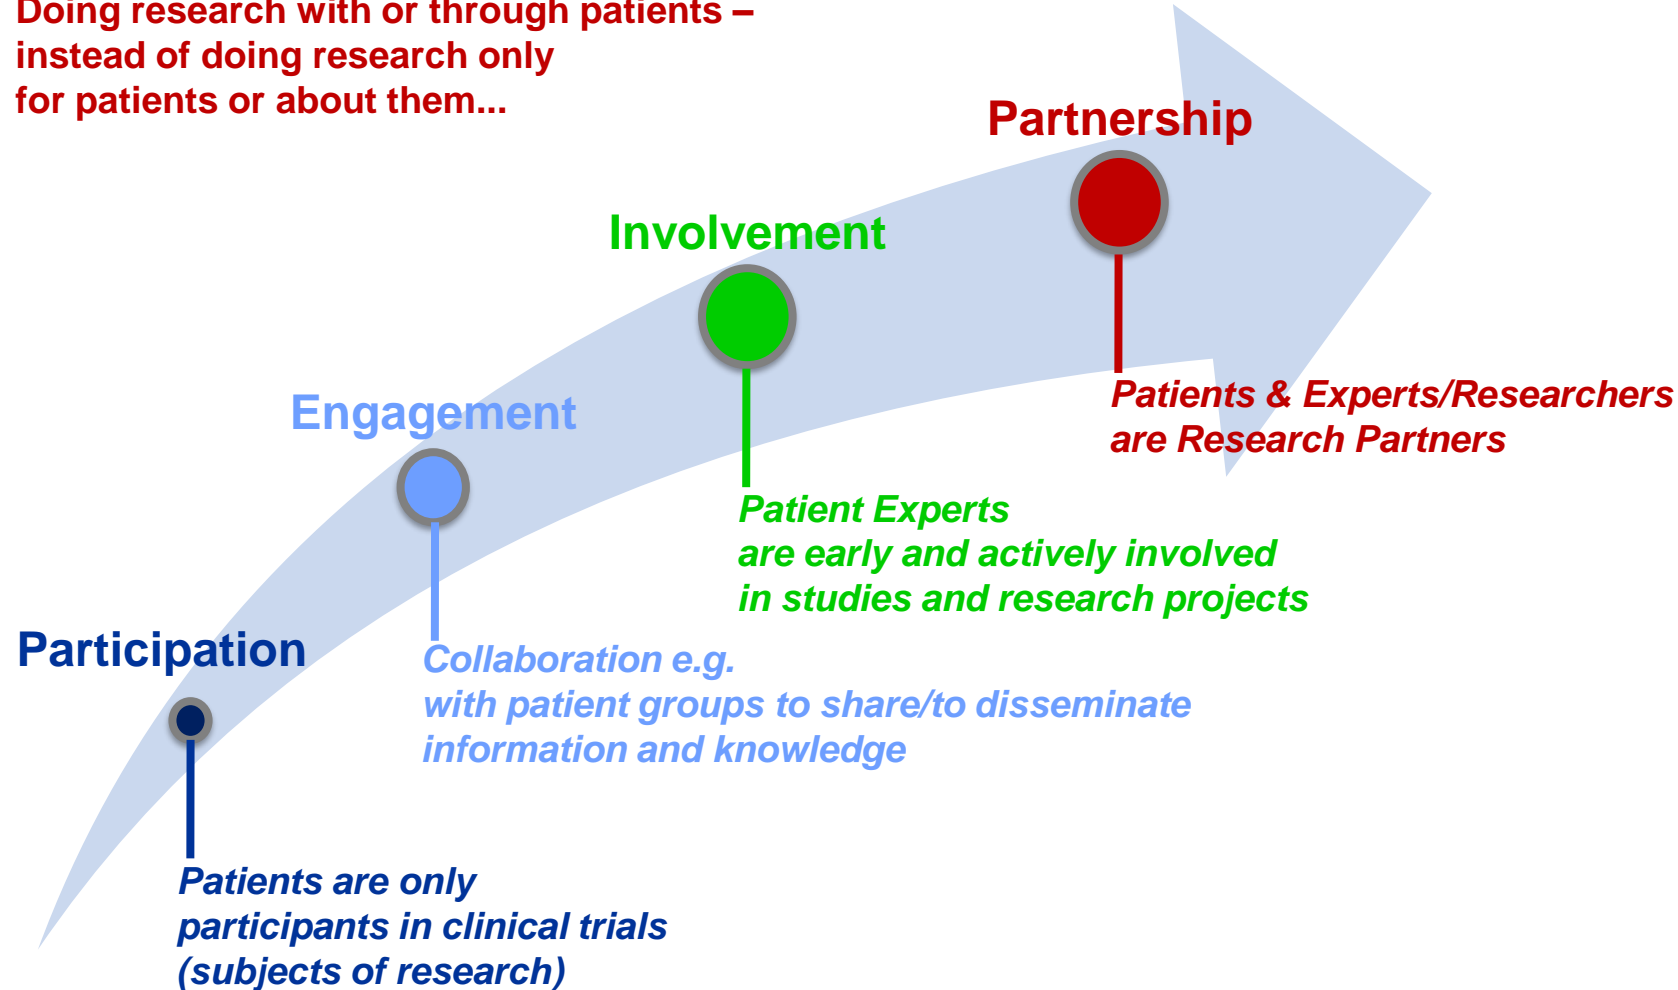 Doing research with or through patients –
instead of doing research only
for patients or about them...
Partnership
Patients & Experts/Researchers
are Research Partners
Involvement
Patient Experts
are early and actively involved
in studies and research projects
Engagement
Collaboration e.g.
with patient groups to share/to disseminate
information and knowledge
Participation
Patients are only
participants in clinical trials
(subjects of research)